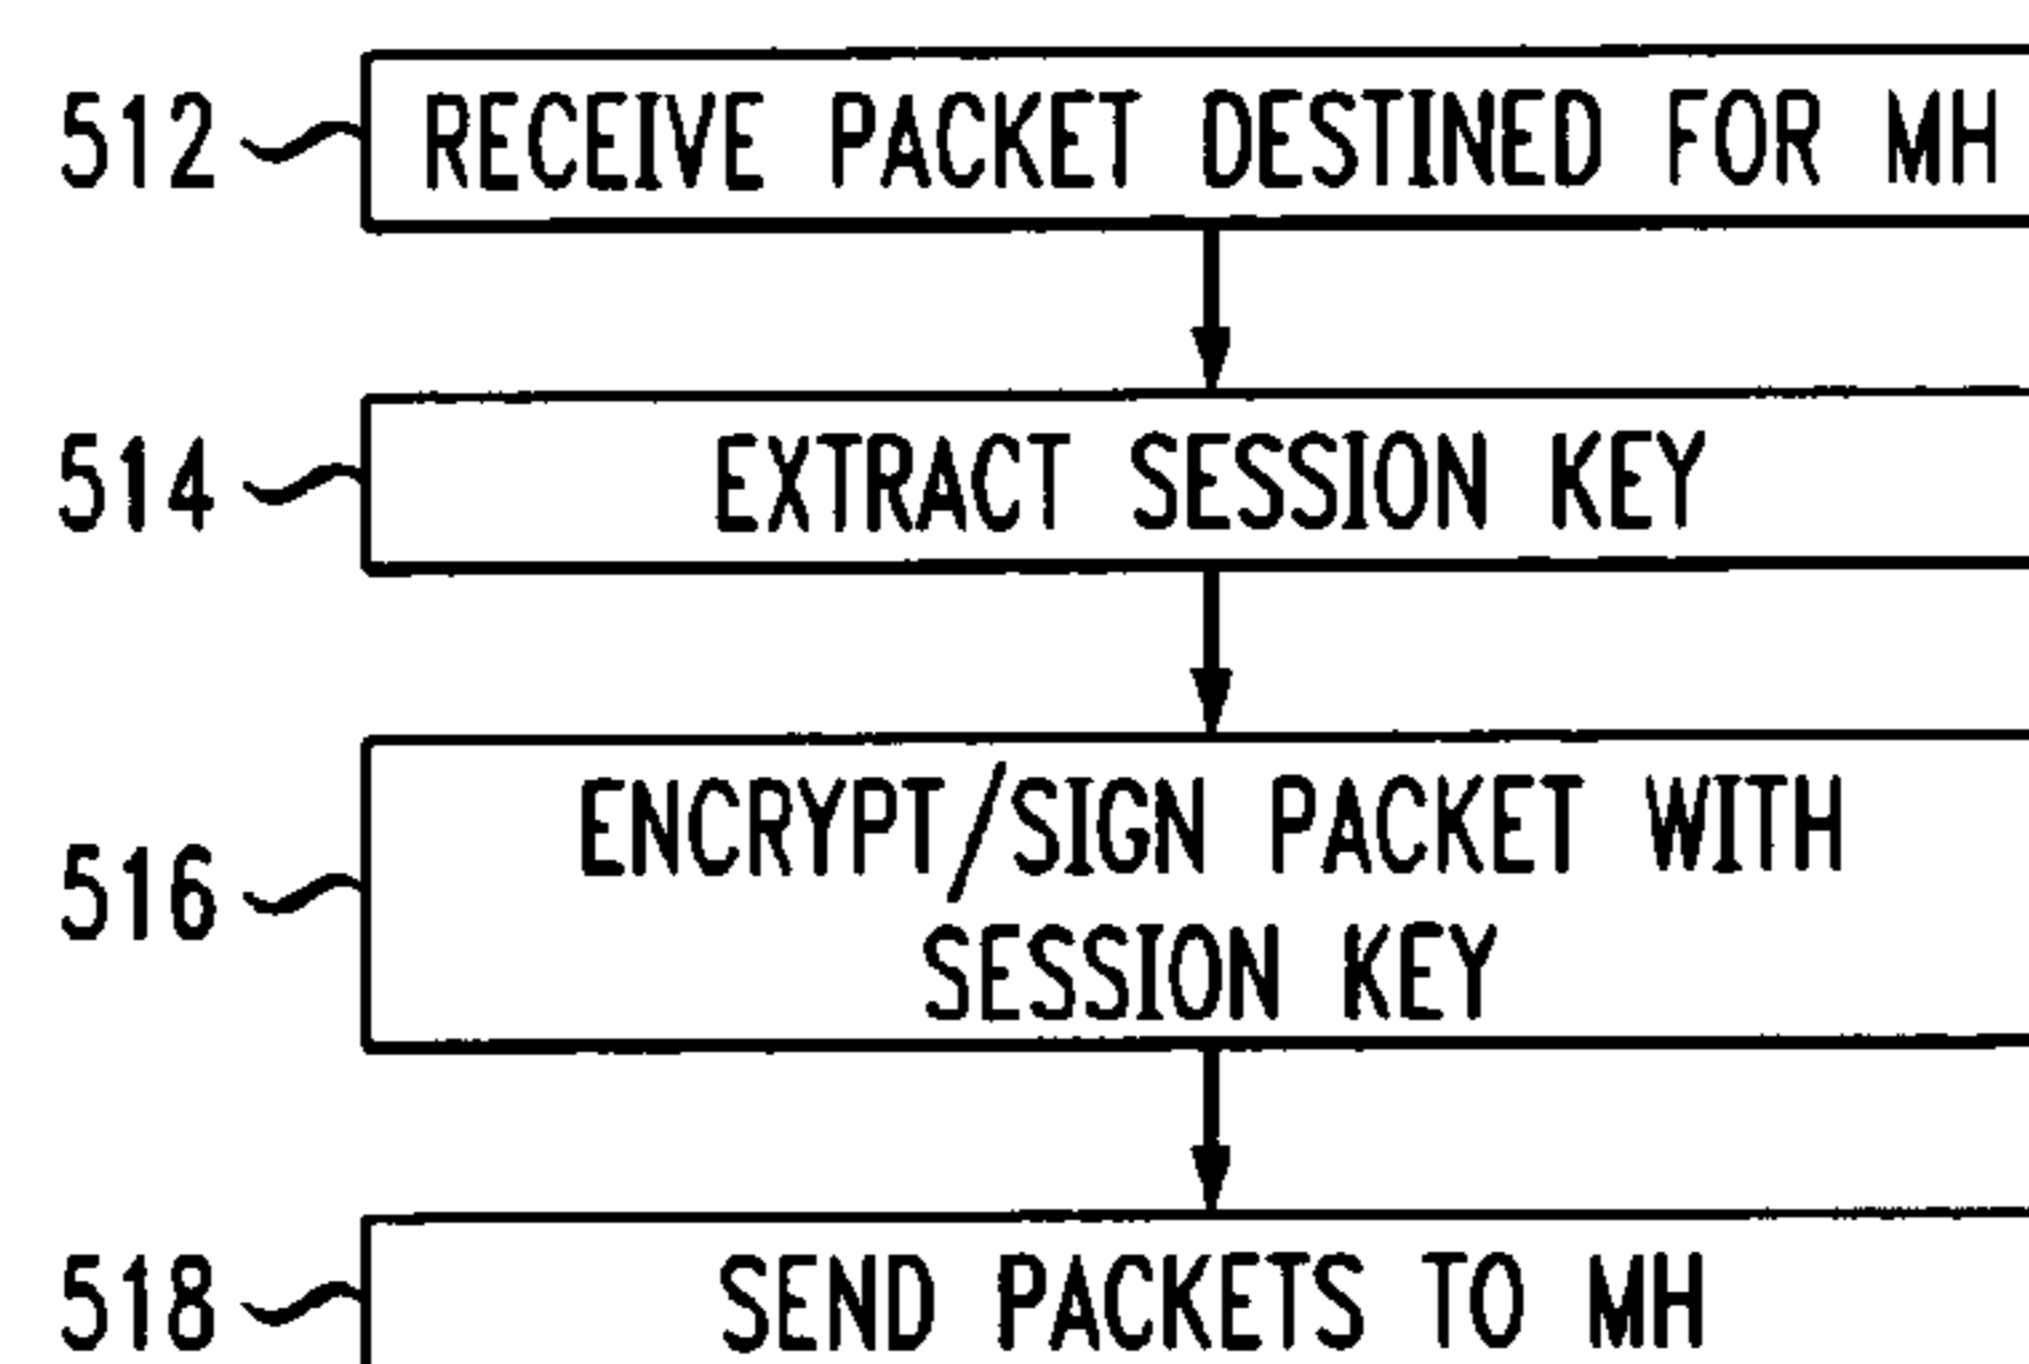 512 RECEIVE PACKET DESTINED FOR MH
514 EXTRACT SESSION KEY
516 ENCRYPT/SIGN PACKET WITH
SESSION KEY
518 SEND PACKETS TO MH